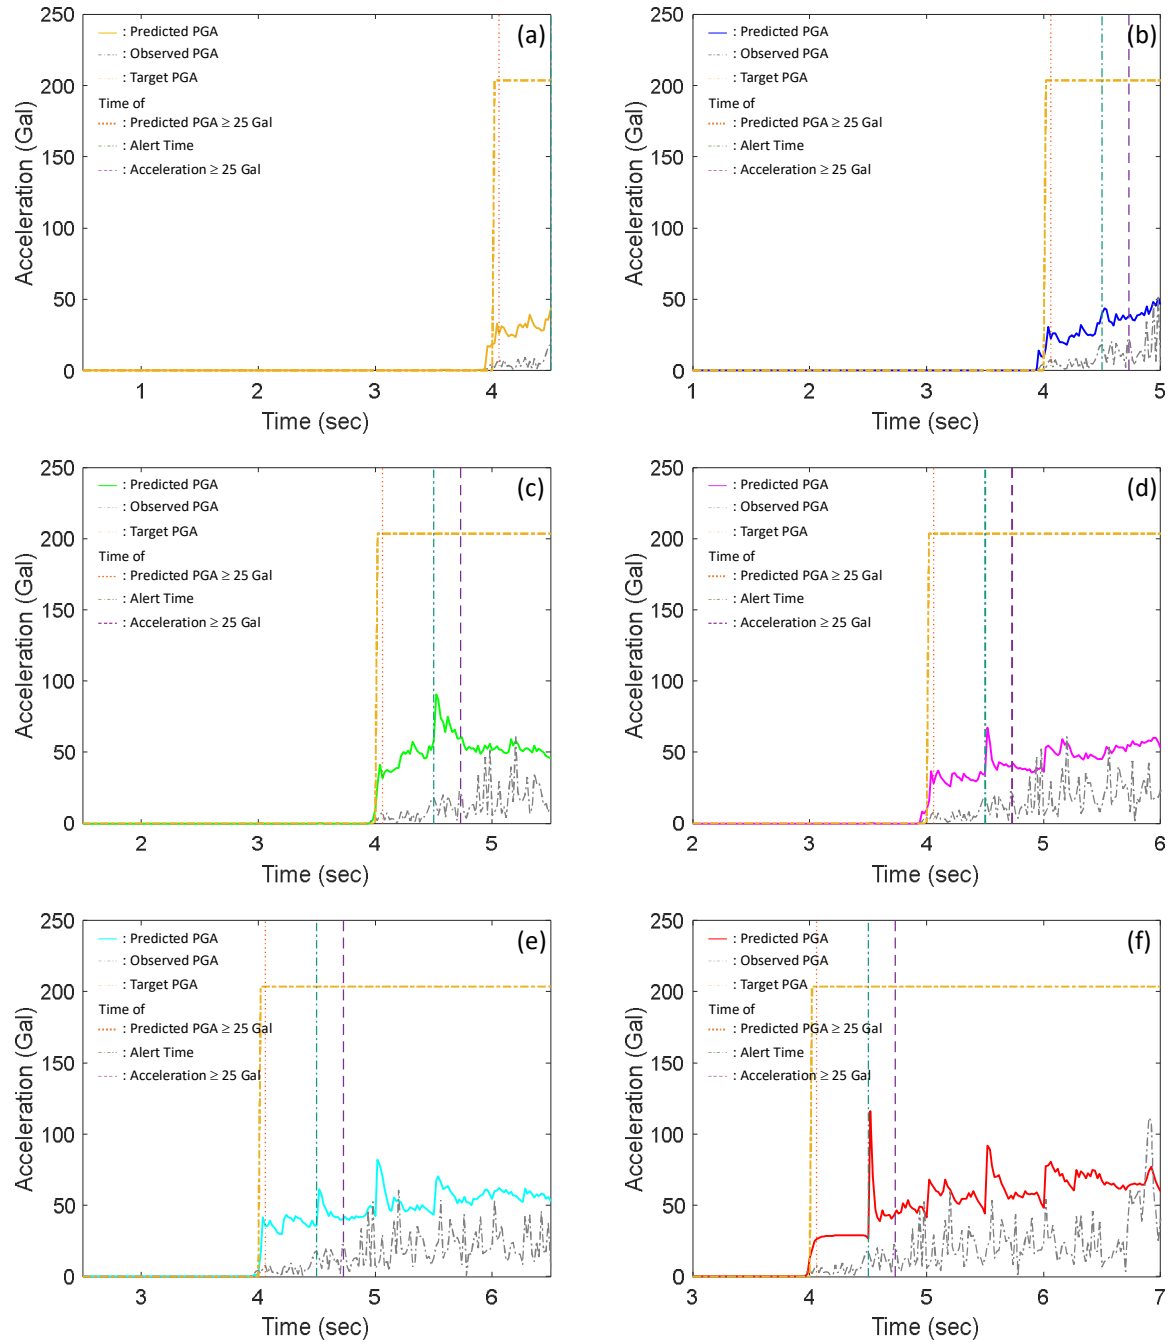 (a)
250
200
150
100
50
0
Acceleration (Gal)
: Predicted PGA
: Observed PGA
: Target PGA
Time of
: Predicted PGA ≥ 25 Gal
: Alert Time
: Acceleration ≥ 25 Gal
1 2 3 4
Time (sec)
(b)
250
200
150
100
50
0
Acceleration (Gal)
: Predicted PGA
: Observed PGA
: Target PGA
Time of
: Predicted PGA ≥ 25 Gal
: Alert Time
: Acceleration ≥ 25 Gal
1 2 3 4 5
Time (sec)
(c)
250
200
150
100
50
0
Acceleration (Gal)
: Predicted PGA
: Observed PGA
: Target PGA
Time of
: Predicted PGA ≥ 25 Gal
: Alert Time
: Acceleration ≥ 25 Gal
2 3 4 5
Time (sec)
(d)
250
200
150
100
50
0
Acceleration (Gal)
: Predicted PGA
: Observed PGA
: Target PGA
Time of
: Predicted PGA ≥ 25 Gal
: Alert Time
: Acceleration ≥ 25 Gal
2 3 4 5 6
Time (sec)
(e)
250
200
150
100
50
0
Acceleration (Gal)
: Predicted PGA
: Observed PGA
: Target PGA
Time of
: Predicted PGA ≥ 25 Gal
: Alert Time
: Acceleration ≥ 25 Gal
3 4 5 6
Time (sec)
(f)
250
200
150
100
50
0
Acceleration (Gal)
: Predicted PGA
: Observed PGA
: Target PGA
Time of
: Predicted PGA ≥ 25 Gal
: Alert Time
: Acceleration ≥ 25 Gal
3 4 5 6 7
Time (sec)